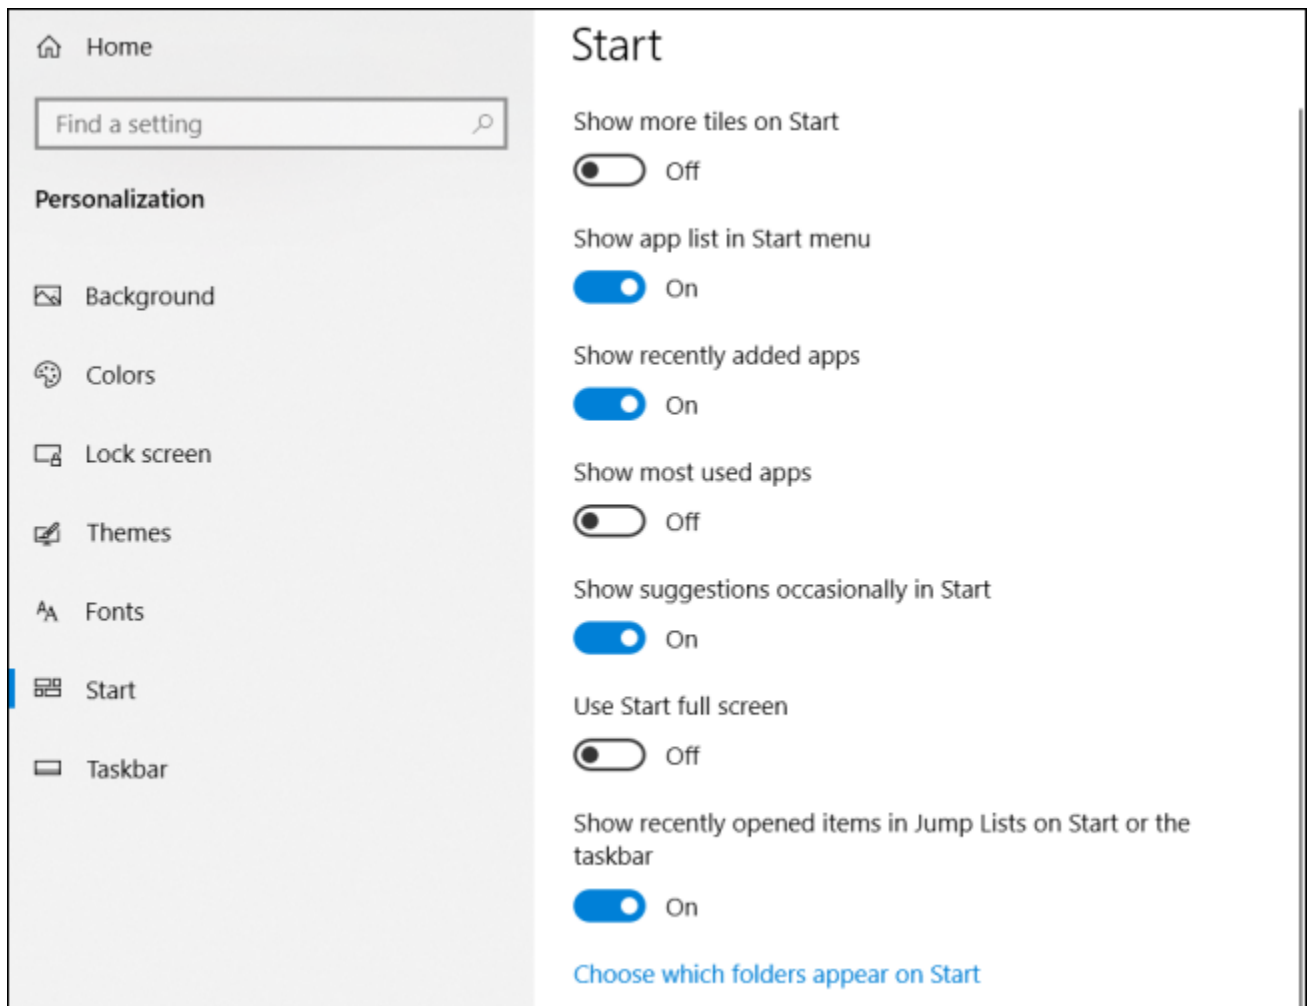 Home
Find a setting
Personalization
Background
Colors
Lock screen
Themes
Fonts
Start
Taskbar
Start
Show more tiles on Start
Off
Show app list in Start menu
On
Show recently added apps
On
Show most used apps
Off
Show suggestions occasionally in Start
On
Use Start full screen
Off
Show recently opened items in Jump Lists on Start or the
taskbar
On
Choose which folders appear on Start